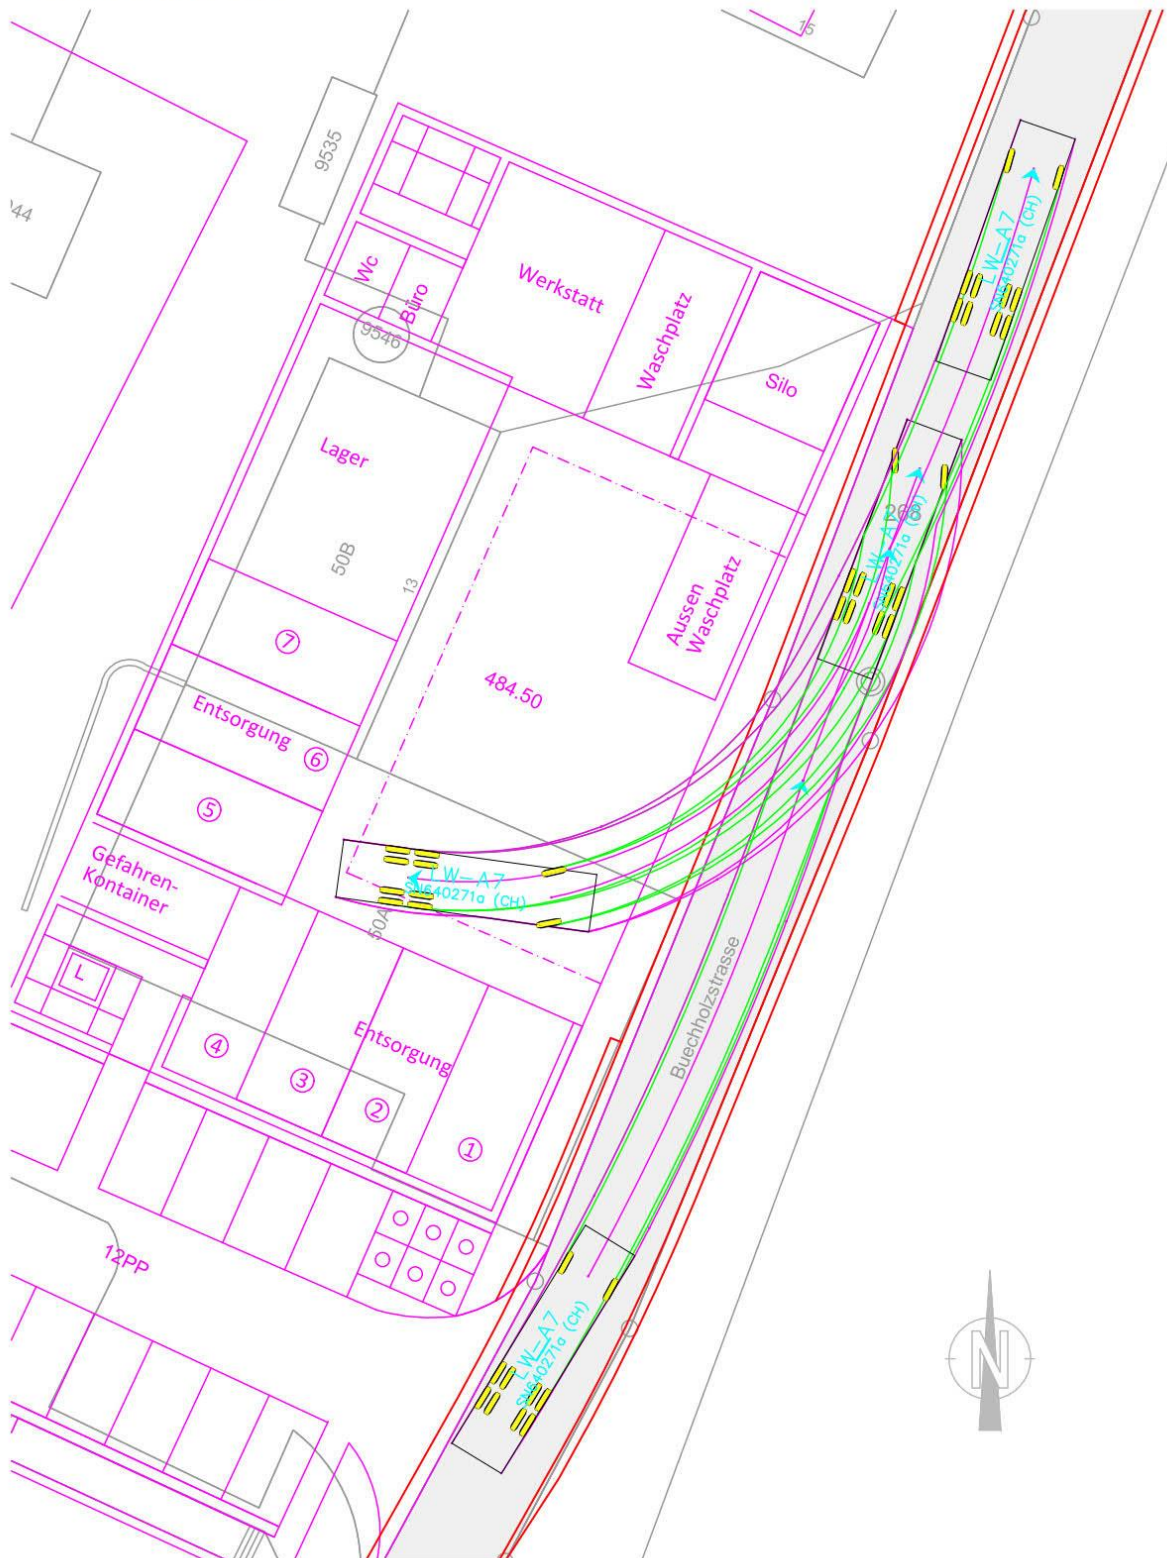 15
9535
944
LW-A7
SN640271a (CH)
Wc
Büro
9546
Werkstatt
Waschplatz
Silo
Lager
268
LW-A7
SN640271a (CH)
50B
13
Aussen
Waschplatz
⑦
484.50
Entsorgung
⑥
⑤
Gefahren-
Kontainer
LW-A7
SN640271a (CH)
50A
L
Buechholzstrasse
④
Entsorgung
③
②
①
12PP
LW-A7
SN640271a (CH)
N